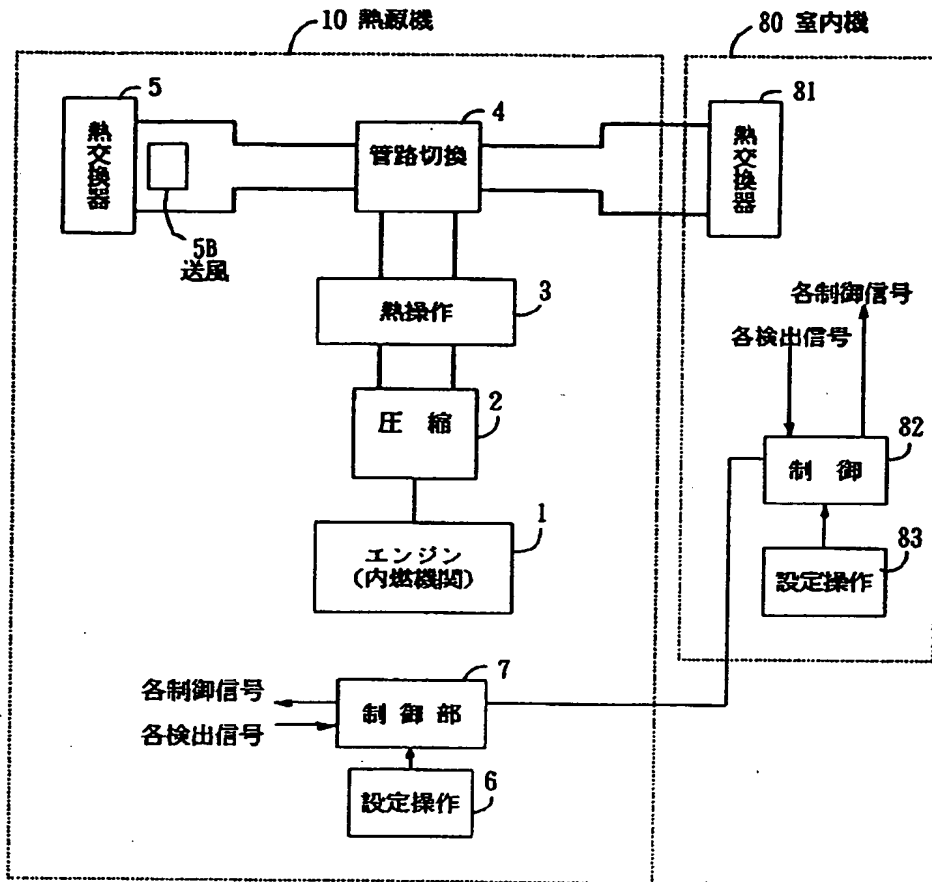 10 熱源機
80 室内機
5
熱交換器
5B
送風
4
管路切換
81
熱交換器
3
熱操作
2
圧 縮
1
エンジン
(内燃機関)
各制御信号
各検出信号
82
制 御
83
設定操作
7
制 御 部
各制御信号
各検出信号
6
設定操作